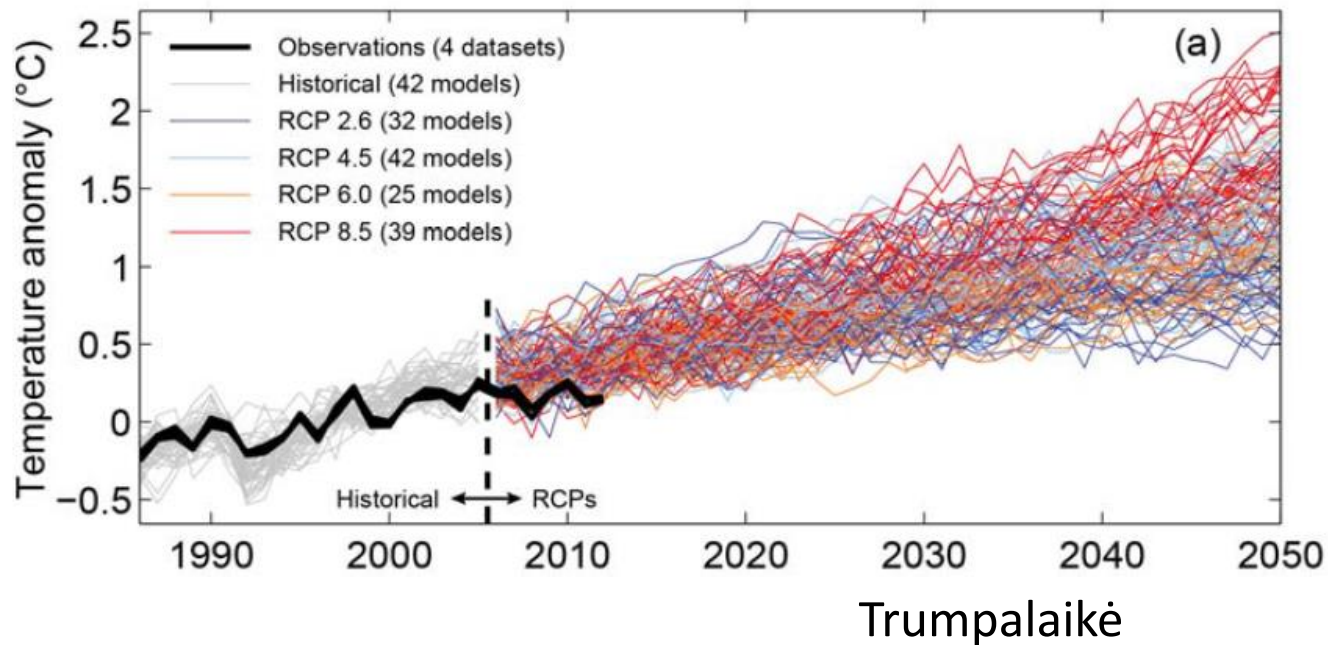 Temperature anomaly (°C)
2.5
2
1.5
1
0.5
0
−0.5
Observations (4 datasets)
Historical (42 models)
RCP 2.6 (32 models)
RCP 4.5 (42 models)
RCP 6.0 (25 models)
RCP 8.5 (39 models)
(a)
Historical
RCPs
1990 2000 2010 2020 2030 2040 2050
Trumpalaikė